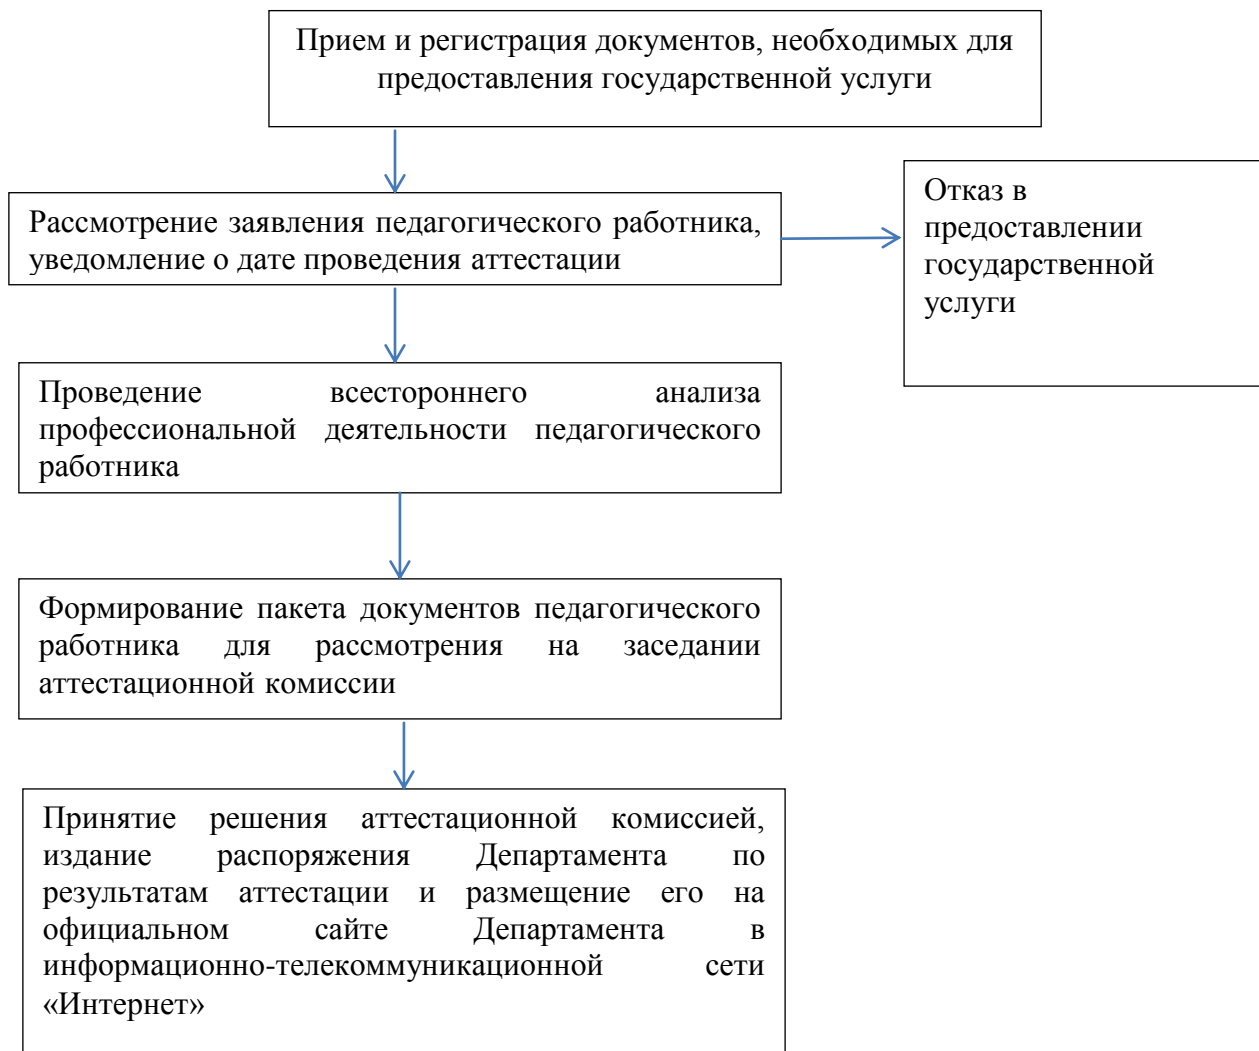 Прием и регистрация документов, необходимых для
предоставления государственной услуги
Рассмотрение заявления педагогического работника,
уведомление о дате проведения аттестации
Отказ в
предоставлении
государственной
услуги
Проведение всестороннего анализа
профессиональной деятельности педагогического
работника
Формирование пакета документов педагогического
работника для рассмотрения на заседании
аттестационной комиссии
Принятие решения аттестационной комиссией,
издание распоряжения Департамента по
результатам аттестации и размещение его на
официальном сайте Департамента в
информационно-телекоммуникационной сети
«Интернет»